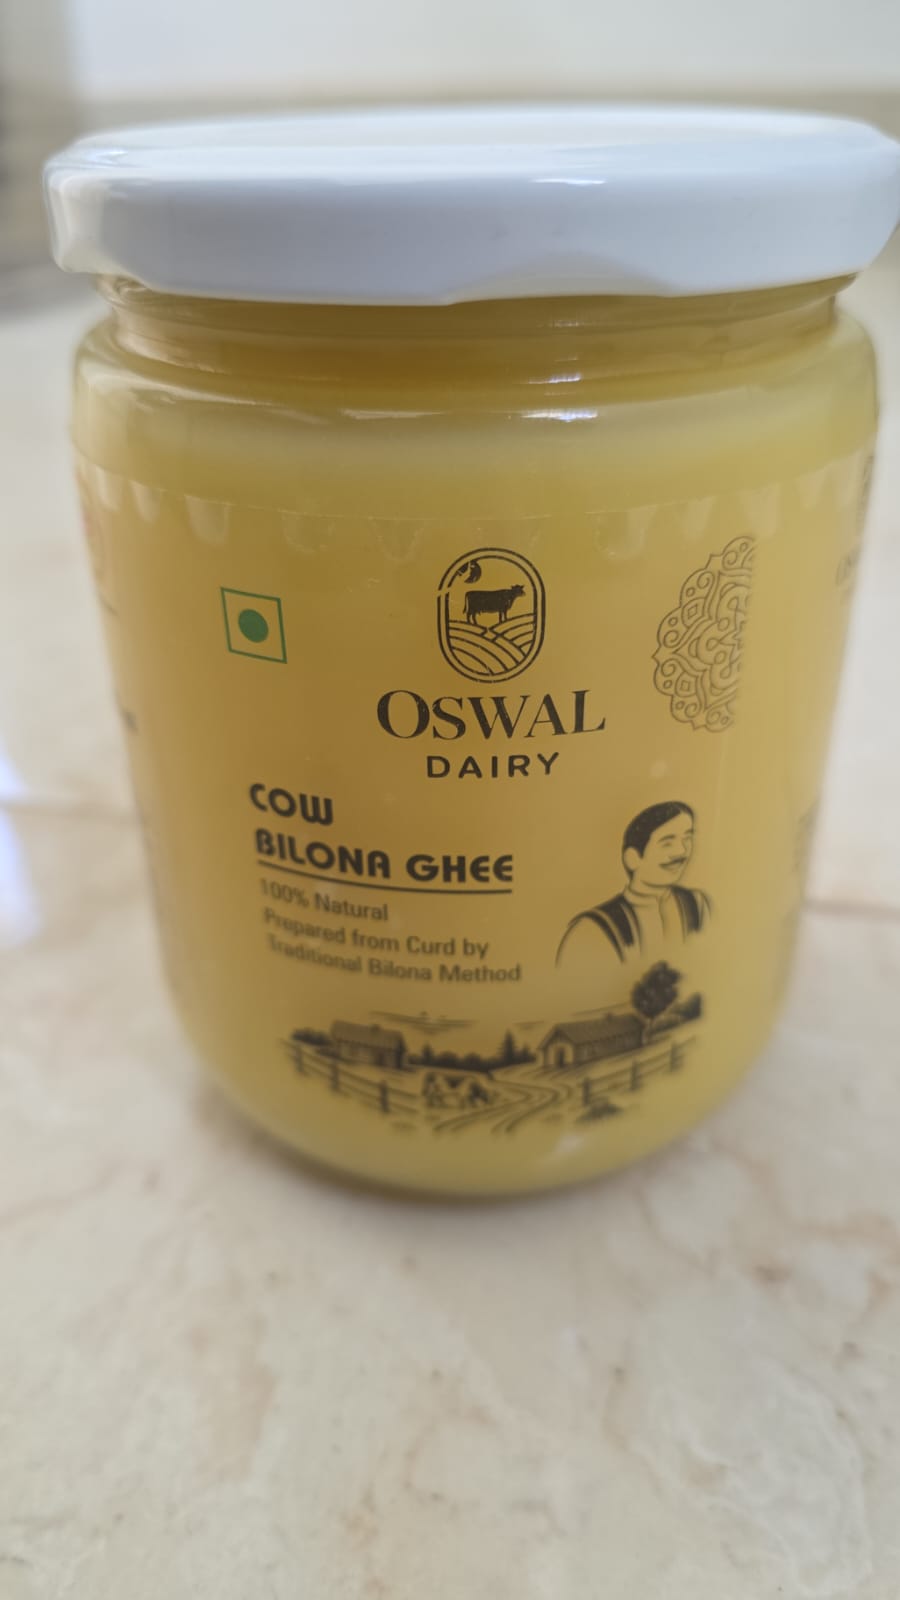 OSWAL
DAIRY
COW
BILONA GHEE
100% Natural
Prepared from Curd by
Traditional Bilona Method